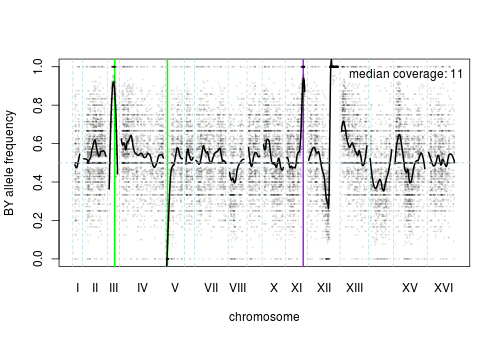 median coverage: 11
BY allele frequency
1.0
0.8
0.6
0.4
0.2
0.0
I II III IV V VII VIII X XI XII XIII XV XVI
chromosome